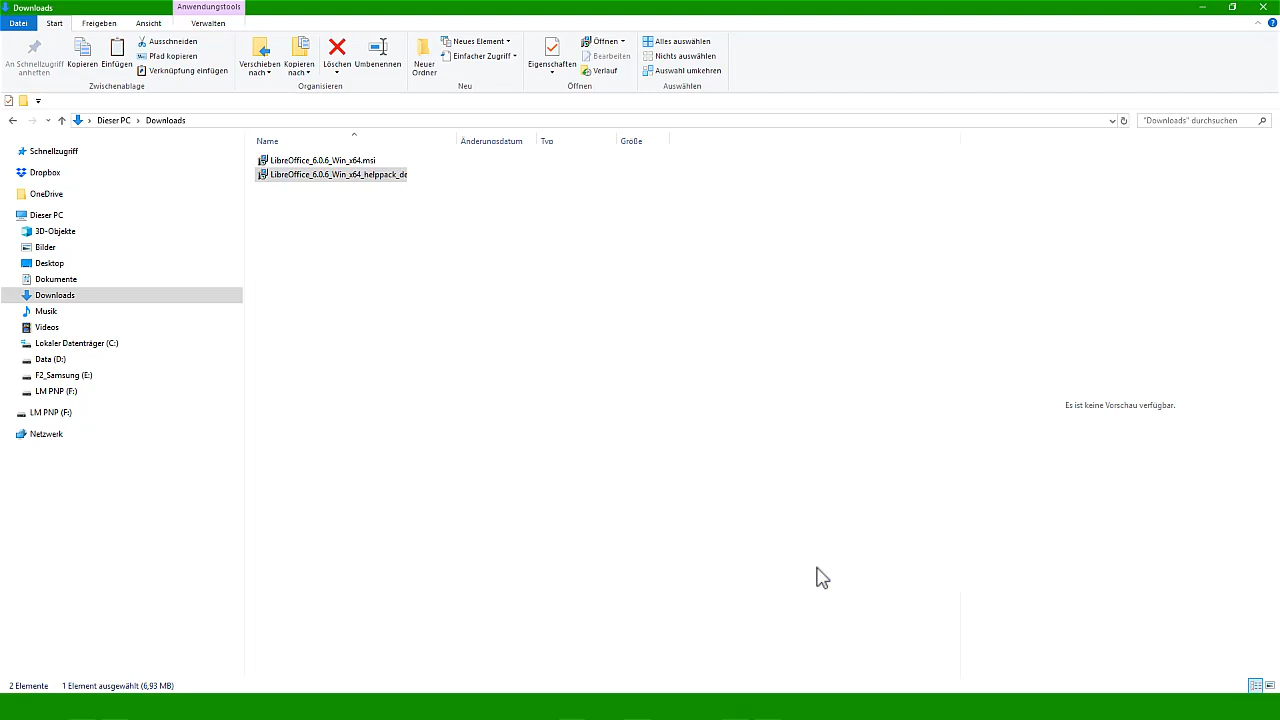 Downloads
Anwendungstools
Datei Start Freigeben Ansicht Verwalten
An Schnellzugriff anheften
Kopieren
Einfügen
Ausschneiden
Pfad kopieren
Verknüpfung einfügen
Zwischenablage
Verschieben nach
Kopieren nach
Löschen
Umbenennen
Organisieren
Neuer Ordner
Neues Element
Einfacher Zugriff
Neu
Eigenschaften
Öffnen
Bearbeiten
Verlauf
Öffnen
Alles auswählen
Nichts auswählen
Auswahl umkehren
Auswählen
Dieser PC › Downloads
"Downloads" durchsuchen
Name Änderungsdatum Typ Größe
LibreOffice_6.0.6_Win_x64.msi
LibreOffice_6.0.6_Win_x64_helppack_de
Schnellzugriff
Dropbox
OneDrive
Dieser PC
3D-Objekte
Bilder
Desktop
Dokumente
Downloads
Musik
Videos
Lokaler Datenträger (C:)
Data (D:)
F2_Samsung (E:)
LM PNP (F:)
LM PNP (F:)
Netzwerk
Es ist keine Vorschau verfügbar.
2 Elemente 1 Element ausgewählt (6,93 MB)